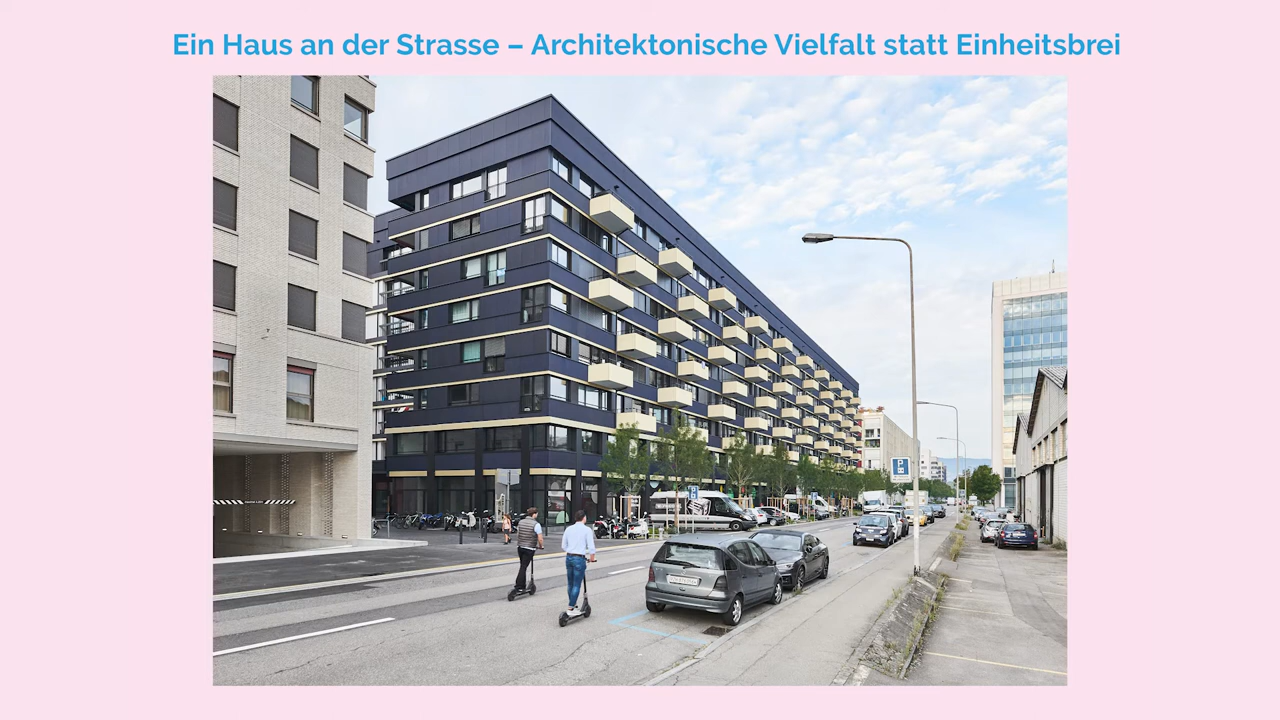 Ein Haus an der Strasse – Architektonische Vielfalt statt Einheitsbrei
P
P